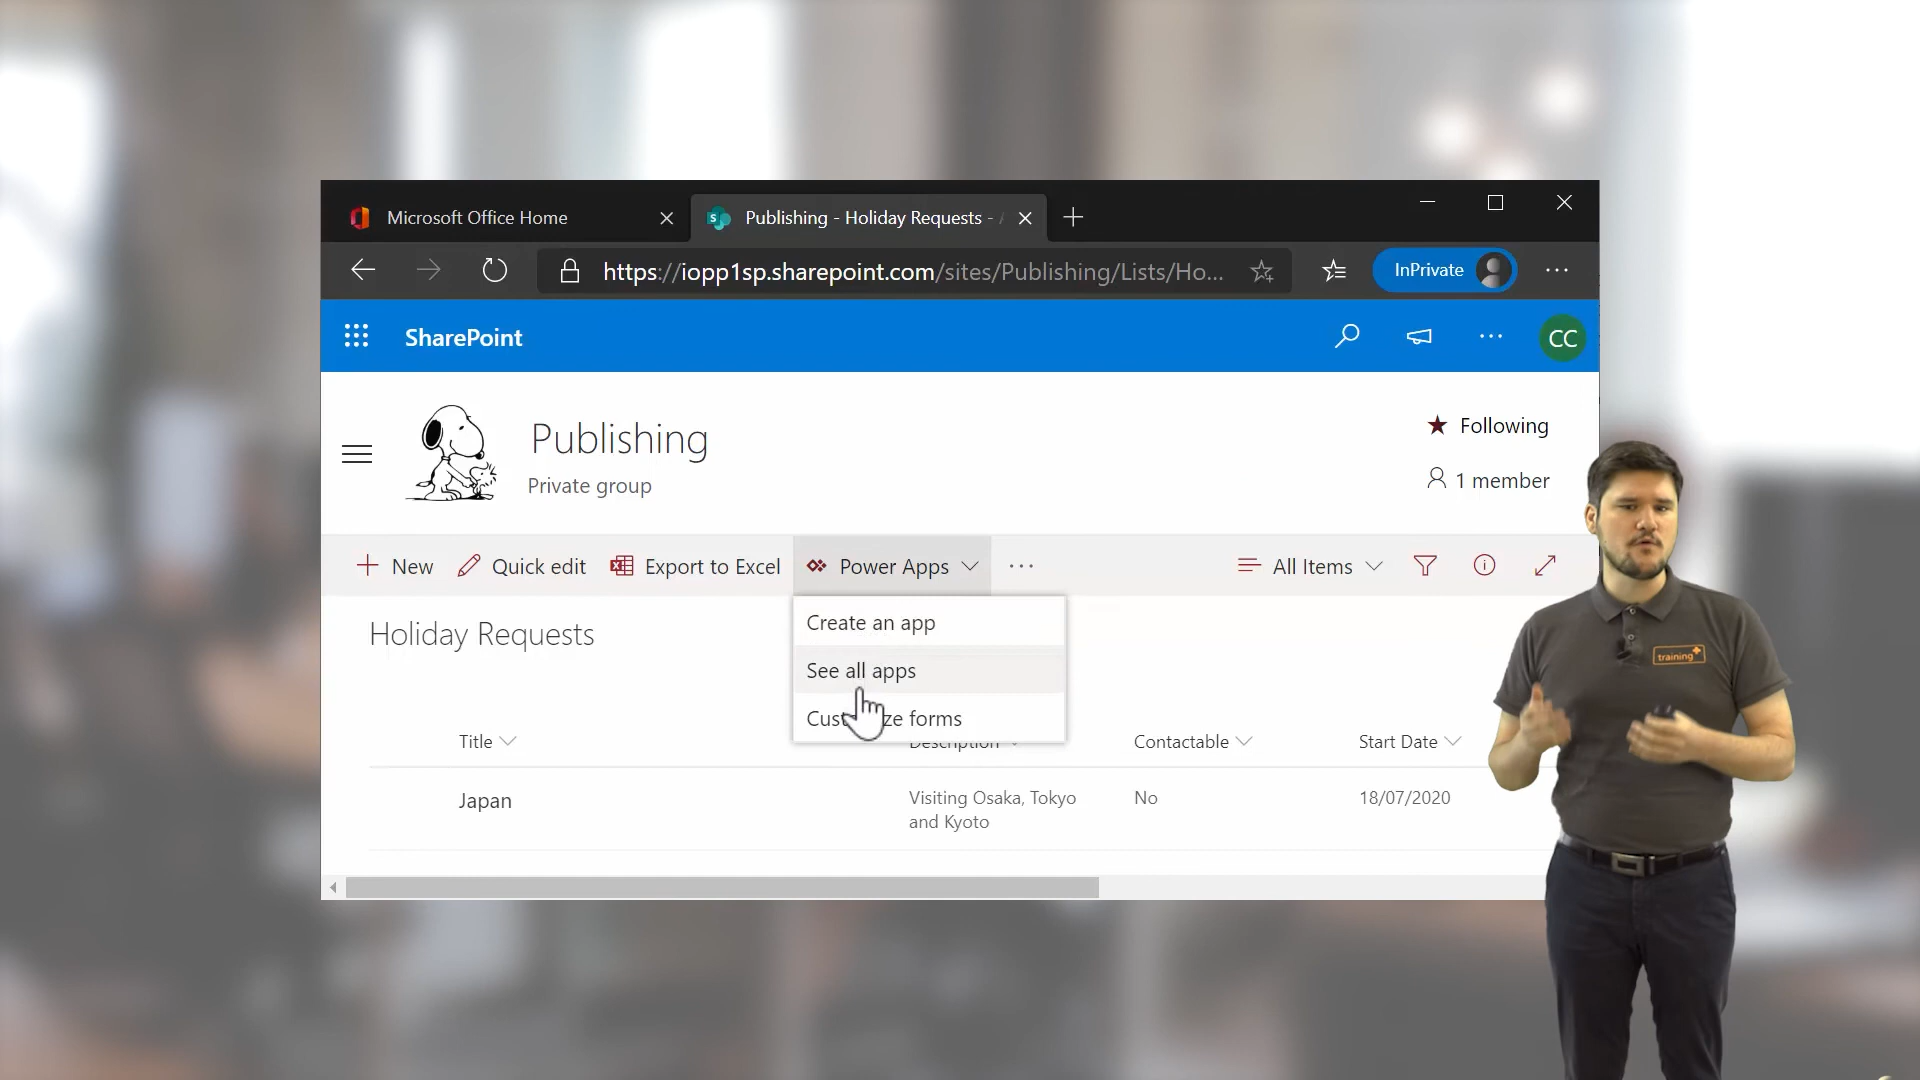 Microsoft Office Home
Publishing - Holiday Requests -
https://iopp1sp.sharepoint.com/sites/Publishing/Lists/Ho...
InPrivate
SharePoint
CC
Publishing
Private group
Following
1 member
New
Quick edit
Export to Excel
Power Apps
All Items
Create an app
See all apps
forms
Holiday Requests
Title
Description
Contactable
Start Date
Japan
Visiting Osaka, Tokyo
and Kyoto
No
18/07/2020
training